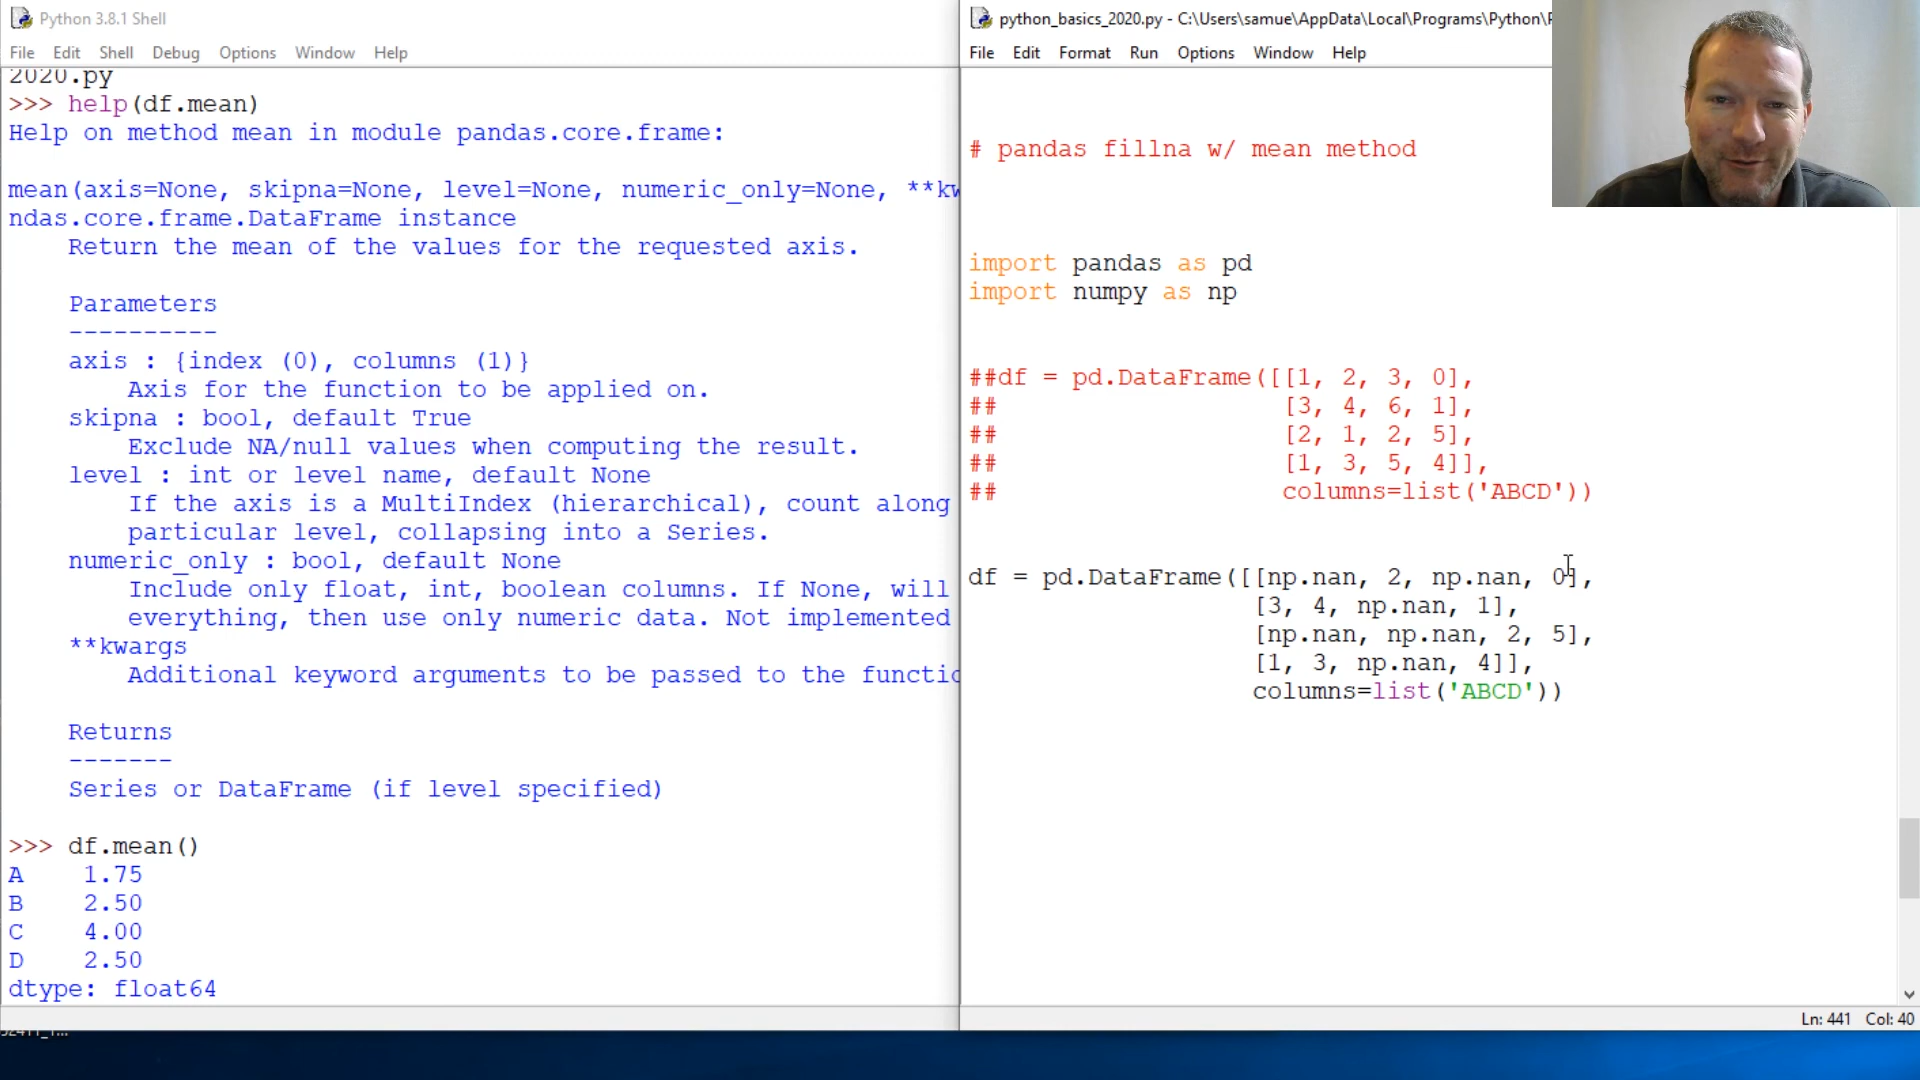 Python 3.8.1 Shell
File Edit Shell Debug Options Window Help
2020.py
>>> help(df.mean)
Help on method mean in module pandas.core.frame:
mean(axis=None, skipna=None, level=None, numeric_only=None, **kw
ndas.core.frame.DataFrame instance
Return the mean of the values for the requested axis.
Parameters
----------
axis : {index (0), columns (1)}
Axis for the function to be applied on.
skipna : bool, default True
Exclude NA/null values when computing the result.
level : int or level name, default None
If the axis is a MultiIndex (hierarchical), count along
particular level, collapsing into a Series.
numeric_only : bool, default None
Include only float, int, boolean columns. If None, will
everything, then use only numeric data. Not implemented
**kwargs
Additional keyword arguments to be passed to the functio
Returns
-------
Series or DataFrame (if level specified)
>>> df.mean()
A 1.75
B 2.50
C 4.00
D 2.50
dtype: float64
python_basics_2020.py - C:\Users\samue\AppData\Local\Programs\Python\
File Edit Format Run Options Window Help
# pandas fillna w/ mean method
import pandas as pd
import numpy as np
##df = pd.DataFrame([[1, 2, 3, 0],
## [3, 4, 6, 1],
## [2, 1, 2, 5],
## [1, 3, 5, 4]],
## columns=list('ABCD'))
df = pd.DataFrame([[np.nan, 2, np.nan, 0],
[3, 4, np.nan, 1],
[np.nan, np.nan, 2, 5],
[1, 3, np.nan, 4]],
columns=list('ABCD'))
Ln: 441 Col: 40